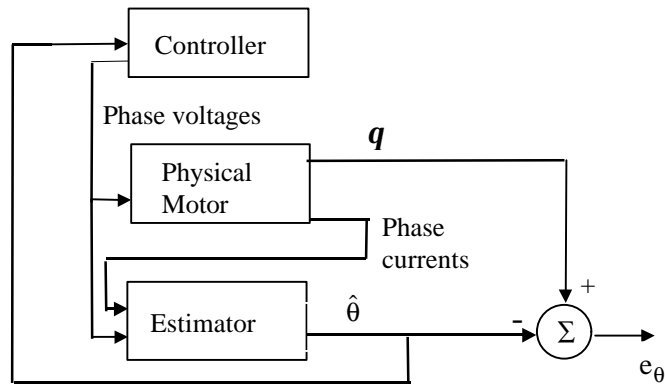 Controller
Phase voltages
q
Physical
Motor
Phase
currents
Estimator
θ̂
+
-
Σ
eθ